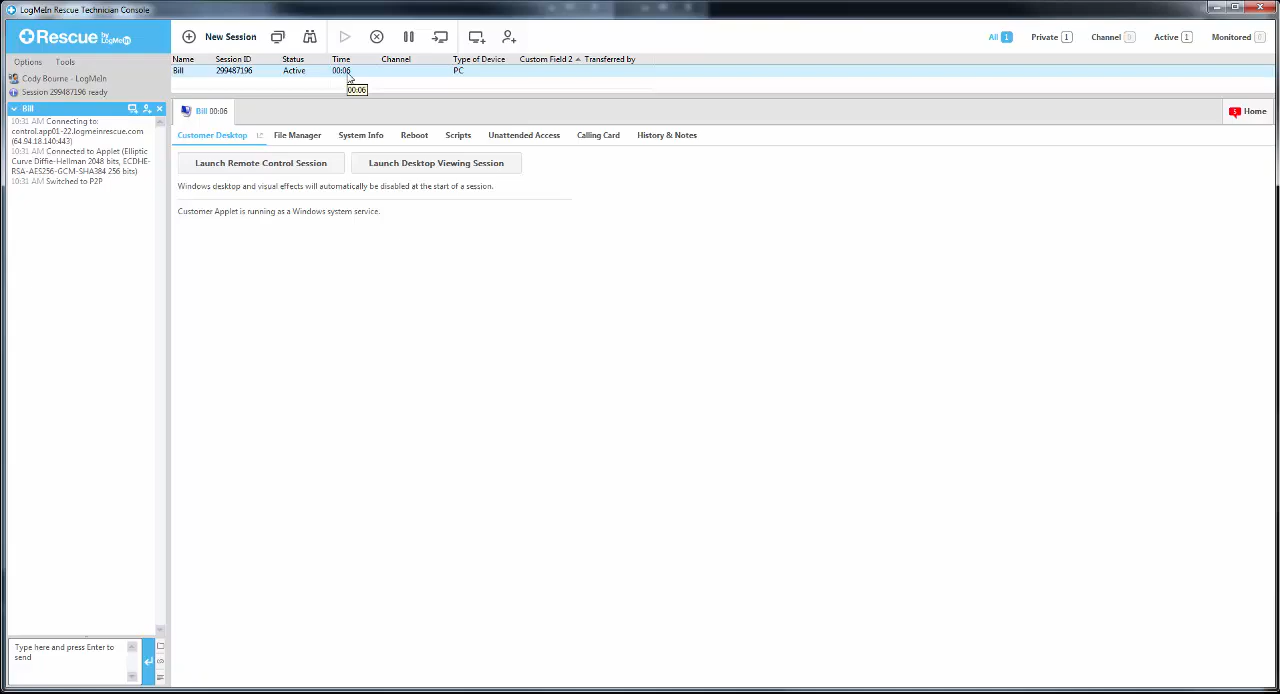 LogMeIn Rescue Technician Console
Rescue by LogMeIn
New Session
All 1 Private 1 Channel 0 Active 1 Monitored 0
Options Tools
Name Session ID Status Time Channel Type of Device Custom Field 2 Transferred by
Bill 299487196 Active 00:06 PC
00:06
Cody Bourne - LogMeIn
Session 299487196 ready
Bill
Bill 00:06
Home
10:31 AM Connecting to:
control.app01-22.logmeinrescue.com
(64.94.18.140:443)
10:31 AM Connected to Applet (Elliptic
Curve Diffie-Hellman 2048 bits, ECDHE-
RSA-AES256-GCM-SHA384 256 bits)
10:31 AM Switched to P2P
Customer Desktop File Manager System Info Reboot Scripts Unattended Access Calling Card History & Notes
Launch Remote Control Session Launch Desktop Viewing Session
Windows desktop and visual effects will automatically be disabled at the start of a session.
Customer Applet is running as a Windows system service.
Type here and press Enter to
send